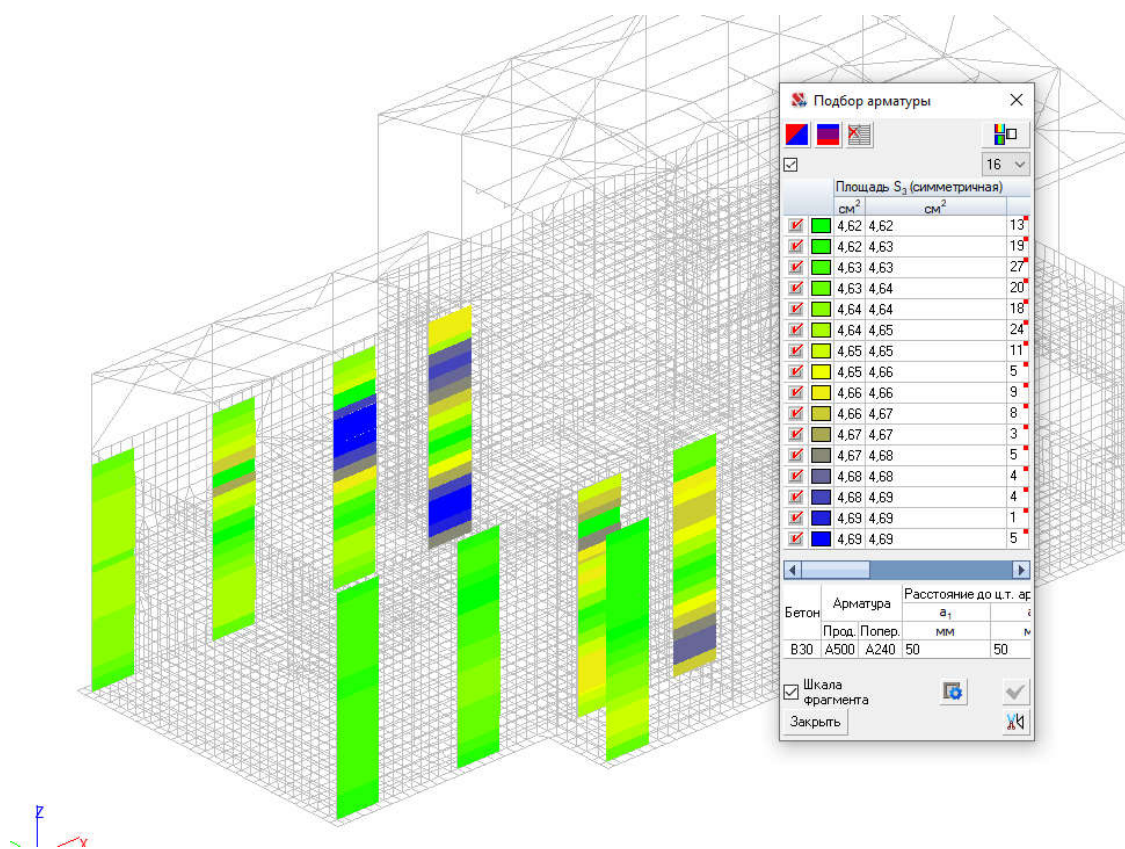 Подбор арматуры
16
Площадь S3 (симметричная)
см2 см2
4,62 4,62 13
4,62 4,63 19
4,63 4,63 27
4,63 4,64 20
4,64 4,64 18
4,64 4,65 24
4,65 4,65 11
4,65 4,66 5
4,66 4,66 9
4,66 4,67 8
4,67 4,67 3
4,67 4,68 5
4,68 4,68 4
4,68 4,69 4
4,69 4,69 1
4,69 4,69 5
Бетон Арматура Расстояние до ц.т. ар
a1
Прод. Попер. мм
B30 A500 A240 50 50
Шкала
фрагмента
Закрыть
Z
X